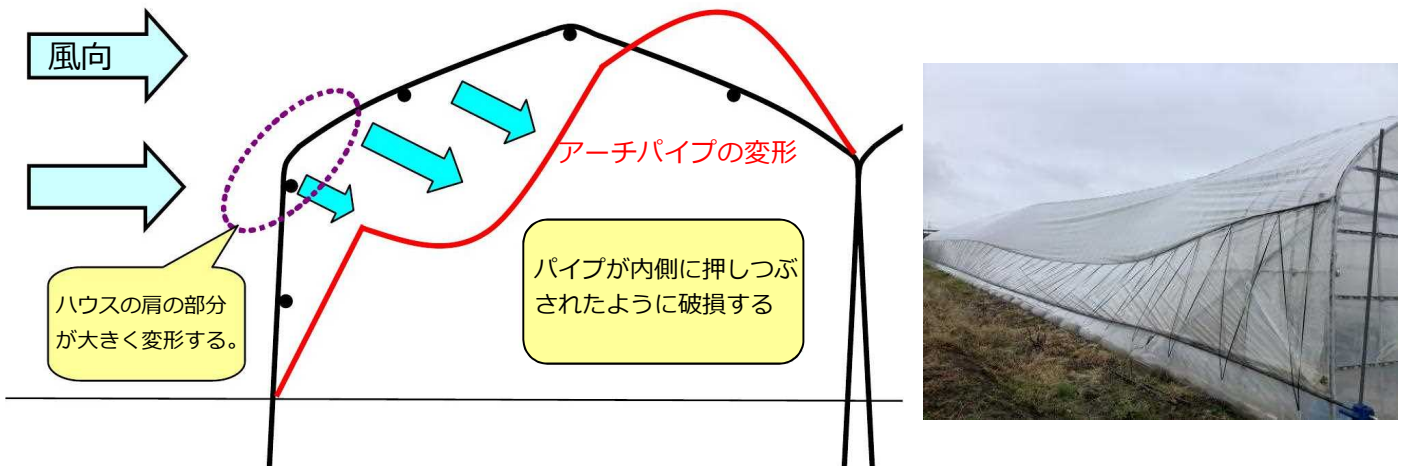 風向
アーチパイプの変形
ハウスの肩の部分
が大きく変形する。
パイプが内側に押しつぶ
されたように破損する